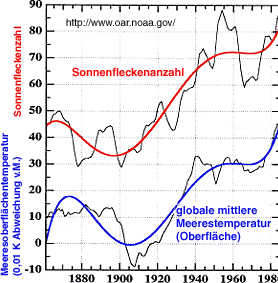 90
80
70
60
50
40
30
20
10
0
-10
http://www.oar.noaa.gov/
Sonnenfleckenanzahl
Sonnenfleckenanzahl
Meeresoberflächentemperatur
(0,01 K Abweichung v.M.)
globale mittlere
Meerestemperatur
(Oberfläche)
1880 1900 1920 1940 1960 1980